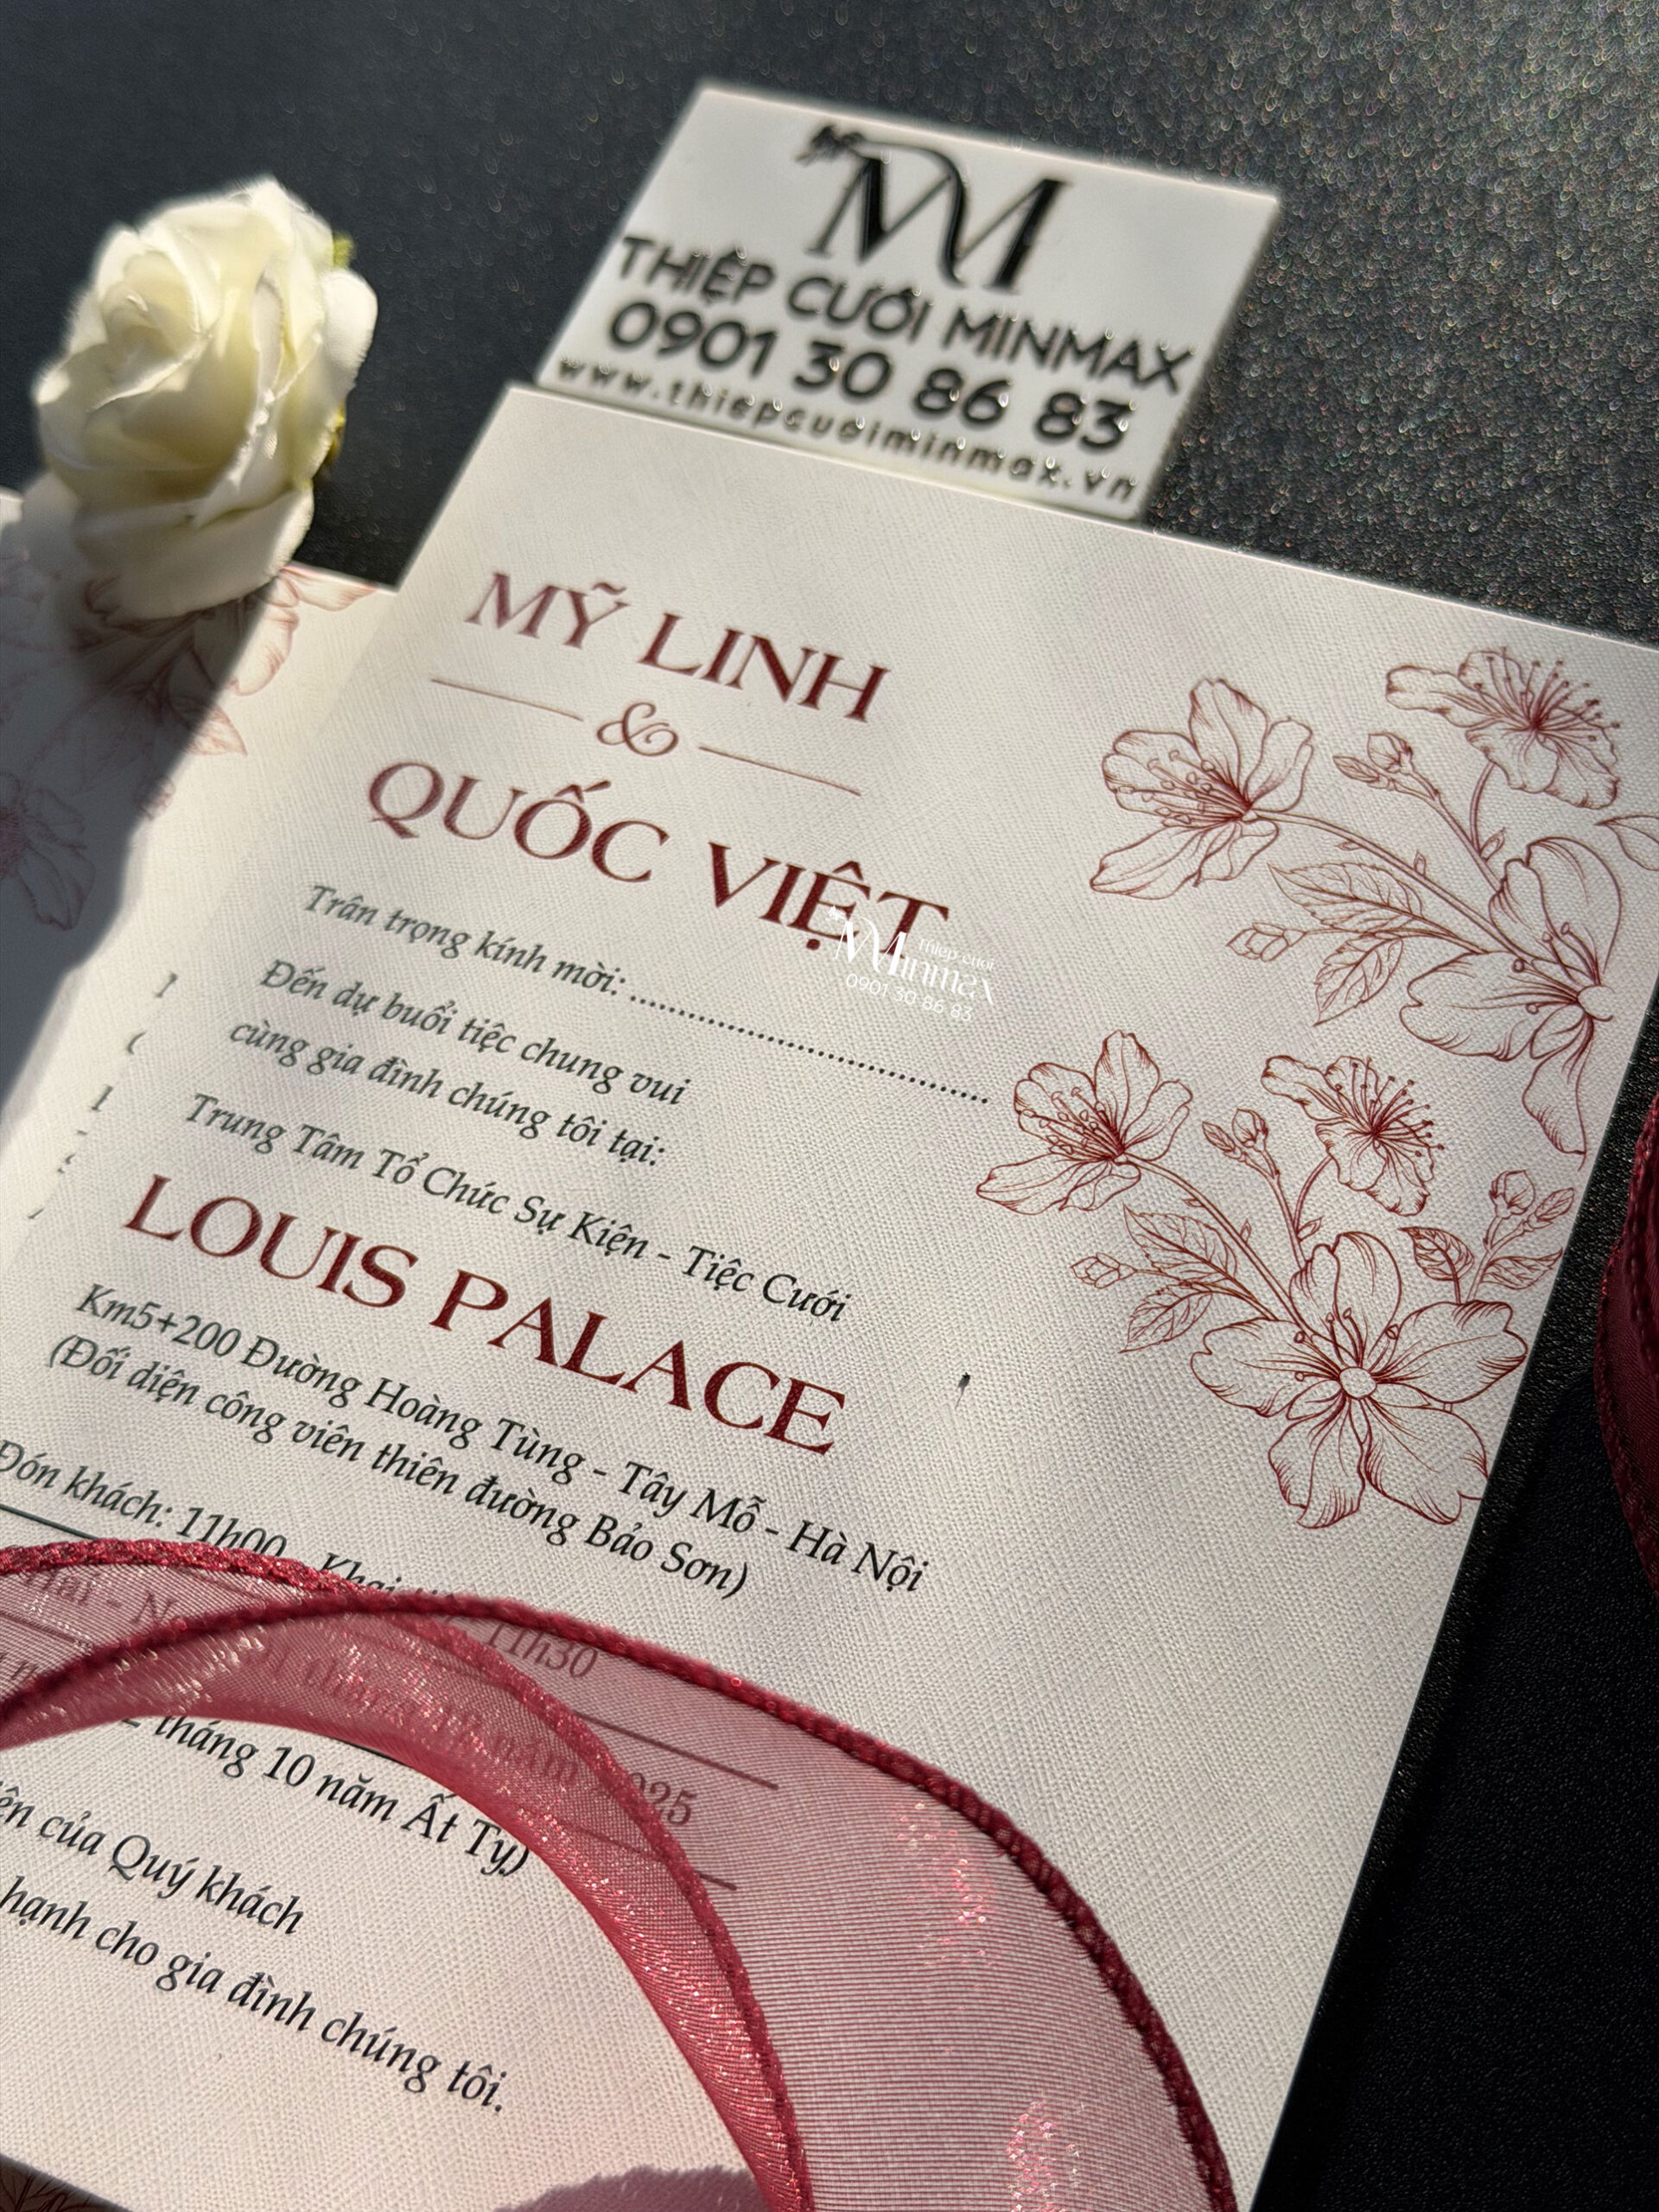 THIỆP CƯỚI MINMAX
0901 30 86 83
www.thiepcuoiminmax.vn
MỸ LINH
&
QUỐC VIỆT
Thiệp cưới
Minmax
0901 30 86 83
Trân trọng kính mời: ........................................
Đến dự buổi tiệc chung vui
cùng gia đình chúng tôi tại:
Trung Tâm Tổ Chức Sự Kiện - Tiệc Cưới
LOUIS PALACE
Km5+200 Đường Hoàng Tùng - Tây Mỗ - Hà Nội
(Đối diện công viên thiên đường Bảo Sơn)
Đón khách: 11h00 - Khai 11h30
2025
tháng 10 năm Ất Tỵ)
của Quý khách
hạnh cho gia đình chúng tôi.